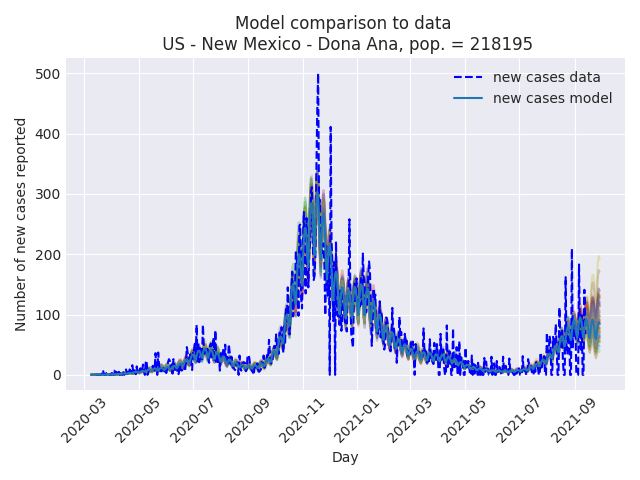 Model comparison to data
US - New Mexico - Dona Ana, pop. = 218195
new cases data
new cases model
Number of new cases reported
500
400
300
200
100
0
2020-03
2020-05
2020-07
2020-09
2020-11
2021-01
2021-03
2021-05
2021-07
2021-09
Day